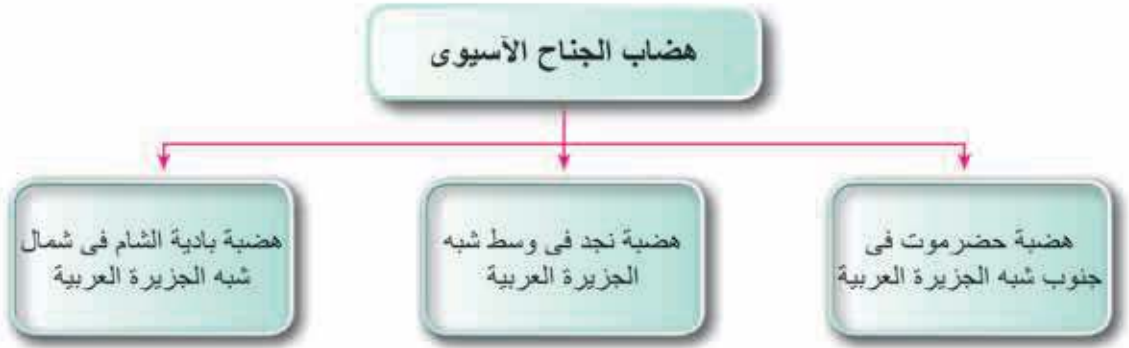 هضاب الجناح الآسيوى
هضبة حضرموت فى
جنوب شبه الجزيرة العربية
هضبة نجد فى وسط شبه
الجزيرة العربية
هضبة بادية الشام فى شمال
شبه الجزيرة العربية